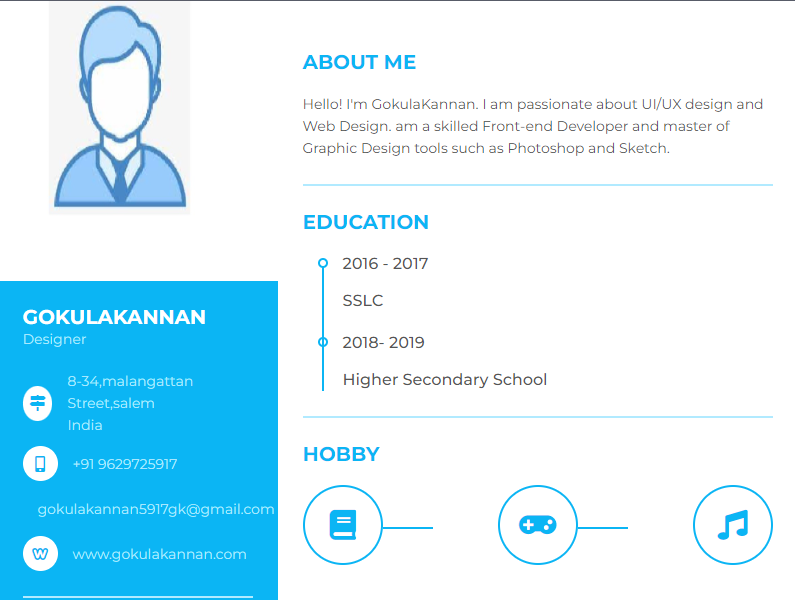 GOKULAKANNAN
Designer
8-34,malangattan
Street,salem
India
+91 9629725917
gokulakannan5917gk@gmail.com
www.gokulakannan.com
ABOUT ME
Hello! I'm GokulaKannan. I am passionate about UI/UX design and
Web Design. am a skilled Front-end Developer and master of
Graphic Design tools such as Photoshop and Sketch.
EDUCATION
2016 - 2017
SSLC
2018- 2019
Higher Secondary School
HOBBY